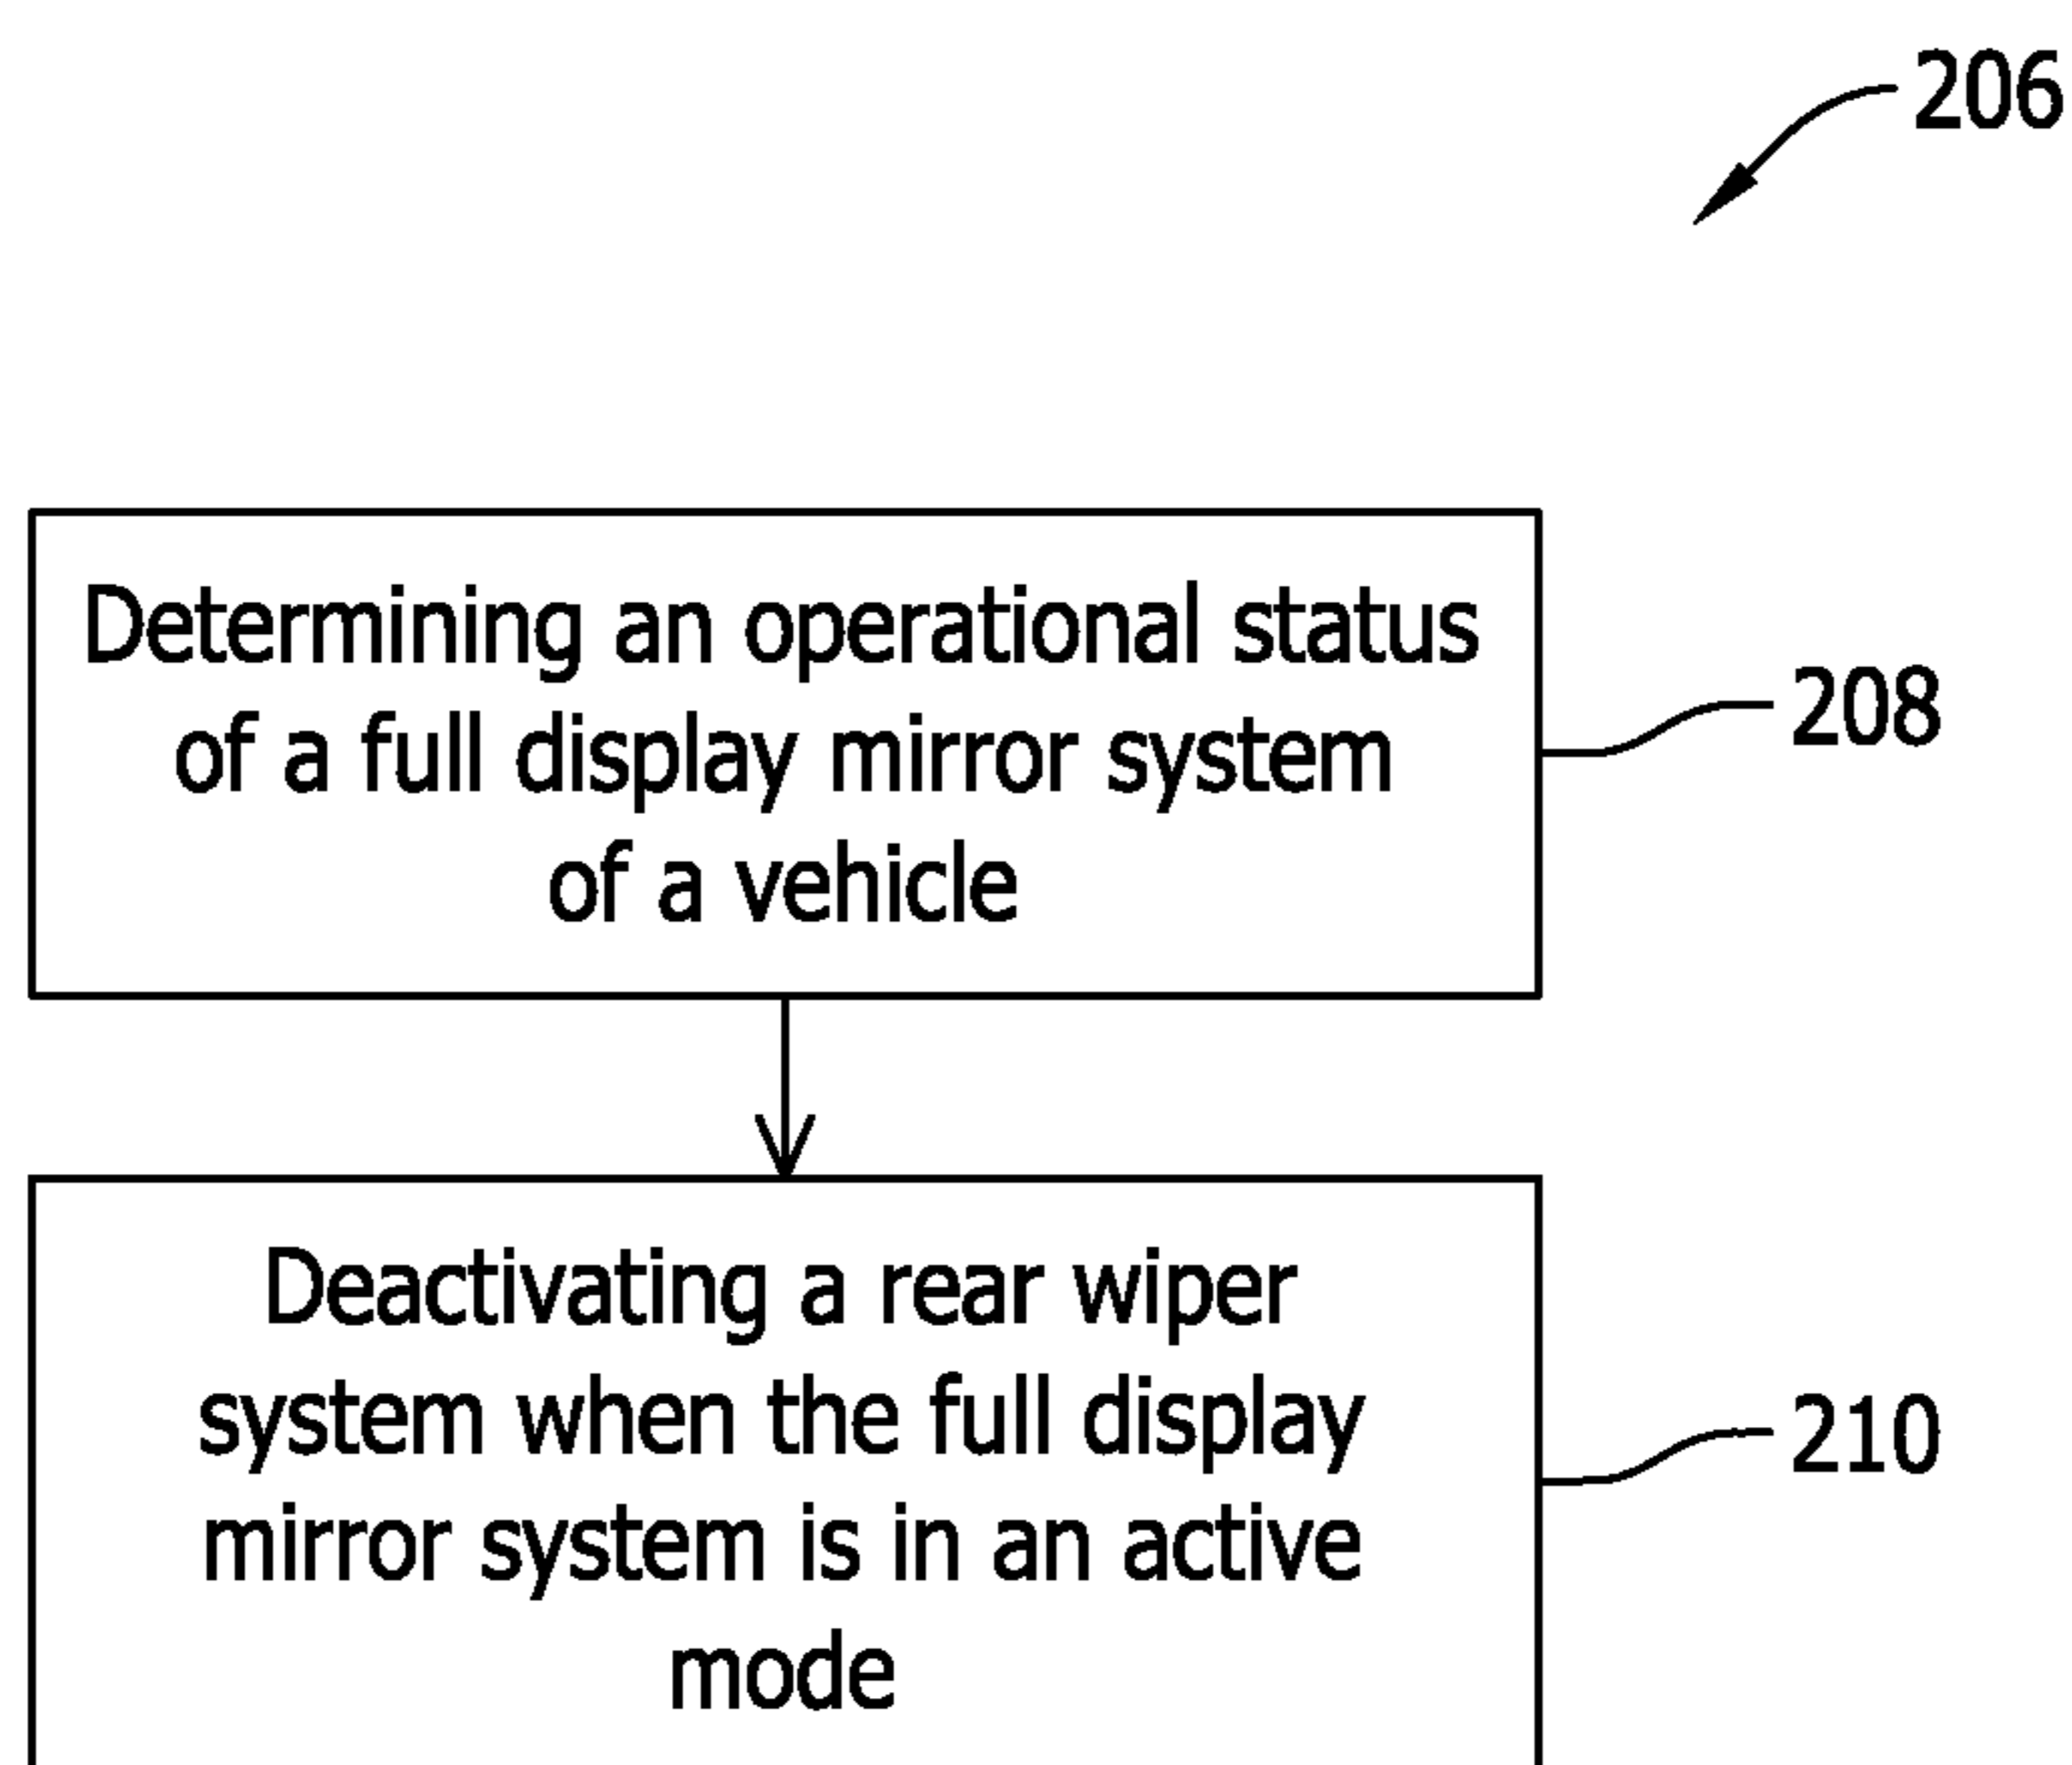 206
Determining an operational status
of a full display mirror system
of a vehicle
208
Deactivating a rear wiper
system when the full display
mirror system is in an active
mode
210